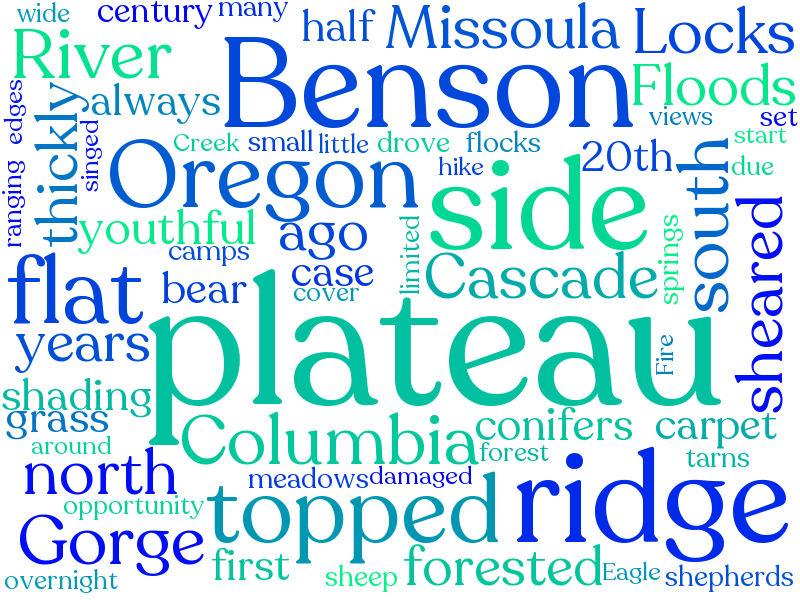 wide
century
many
half
Missoula
Locks
River
Benson
Floods
edges
thickly
always
views
set
singed
Creek
small
little
drove
flocks
start
20th
hike
due
ranging
Oregon
side
south
youthful
ago
limited
springs
sheared
camps
case
Cascade
flat
bear
cover
plateau
years
Fire
shading
grass
Columbia
conifers
carpet
around
forest
tarns
north
meadows
damaged
ridge
opportunity
topped
Gorge
first
forested
overnight
sheep
Eagle
shepherds